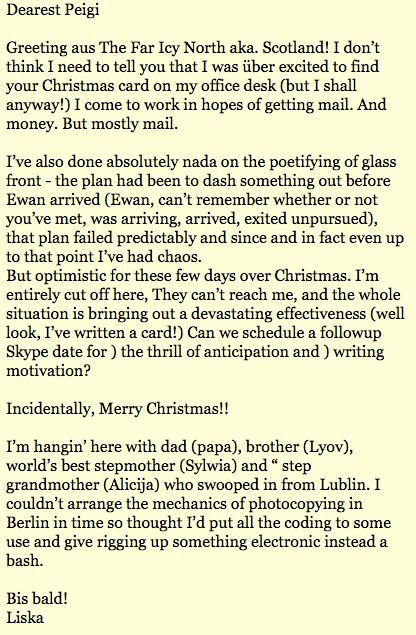 Dearest Peigi
Greeting aus The Far Icy North aka. Scotland! I don’t
think I need to tell you that I was über excited to find
your Christmas card on my office desk (but I shall
anyway!) I come to work in hopes of getting mail. And
money. But mostly mail.
I’ve also done absolutely nada on the poetifying of glass
front - the plan had been to dash something out before
Ewan arrived (Ewan, can’t remember whether or not
you’ve met, was arriving, arrived, exited unpursued),
that plan failed predictably and since and in fact even up
to that point I’ve had chaos.
But optimistic for these few days over Christmas. I’m
entirely cut off here, They can’t reach me, and the whole
situation is bringing out a devastating effectiveness (well
look, I’ve written a card!) Can we schedule a followup
Skype date for ) the thrill of anticipation and ) writing
motivation?
Incidentally, Merry Christmas!!
I’m hangin’ here with dad (papa), brother (Lyov),
world’s best stepmother (Sylwia) and “ step
grandmother (Alicija) who swooped in from Lublin. I
couldn’t arrange the mechanics of photocopying in
Berlin in time so thought I’d put all the coding to some
use and give rigging up something electronic instead a
bash.
Bis bald!
Liska